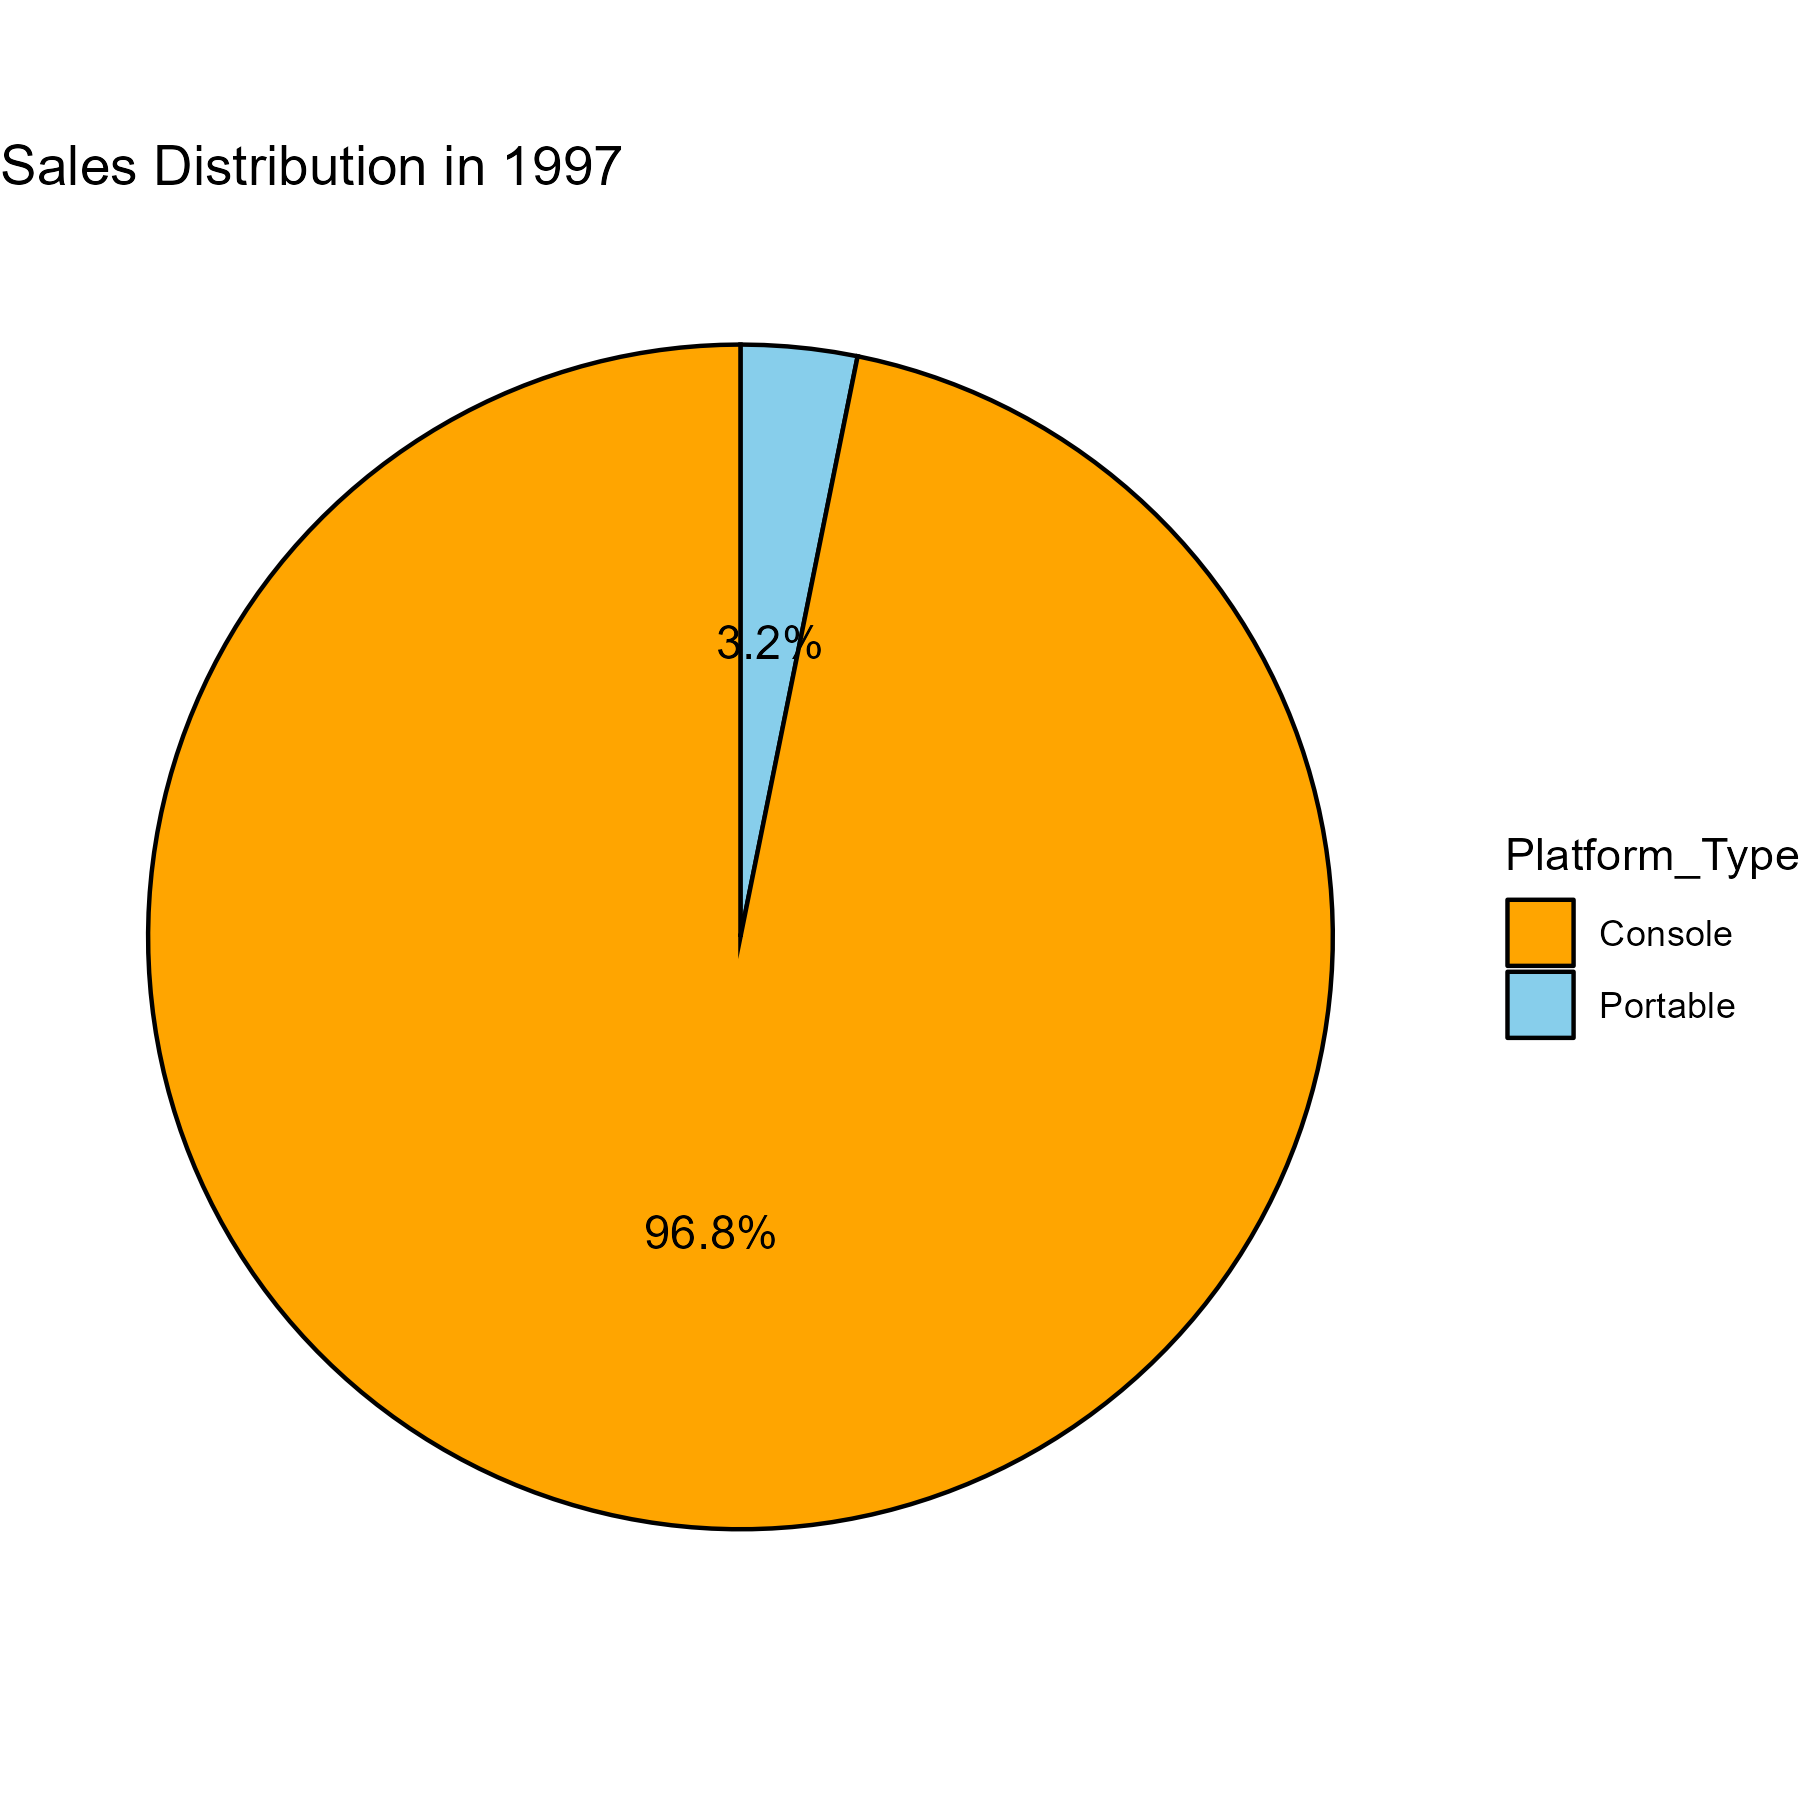 Sales Distribution in 1997
3.2%
96.8%
Platform_Type
Console
Portable